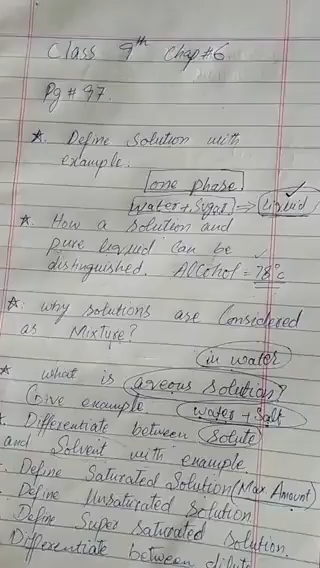 Class 9th Chap #6
Pg # 97.
* Define Solution with
example:
one phase
Water + Sugar => Liquid
* How a solution and
pure liquid can be
distinguished. Alcohol = 78°c
* why solutions are Considered
as Mixture?
in water
* what is aqeous solution?
Give example water + Salt
* Differentiate between Solute
and Solvent with example.
Define Saturated Solution (Max Amount)
Define Unsaturated Solution
Define Super saturated Solution.
Differentiate between dilute